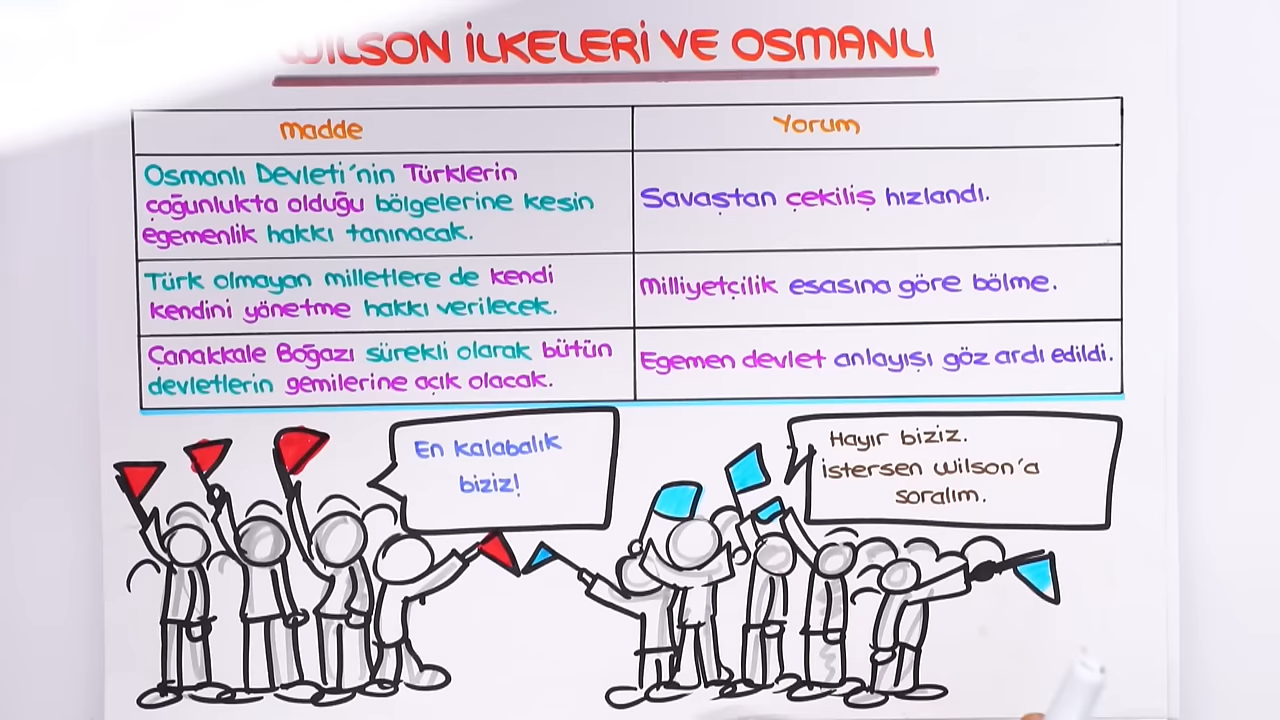 WILSON İLKELERİ VE OSMANLI
madde
Yorum
Osmanlı Devleti'nin Türklerin
çoğunlukta olduğu bölgelerine kesin
egemenlik hakkı tanınacak.
Savaştan çekiliş hızlandı.
Türk olmayan milletlere de kendi
kendini yönetme hakkı verilecek.
milliyetçilik esasına göre bölme.
Çanakkale Boğazı sürekli olarak bütün
devletlerin gemilerine açık olacak.
Egemen devlet anlayışı göz ardı edildi.
En kalabalık
biziz!
Hayır biziz.
istersen wilson'a
soralım.